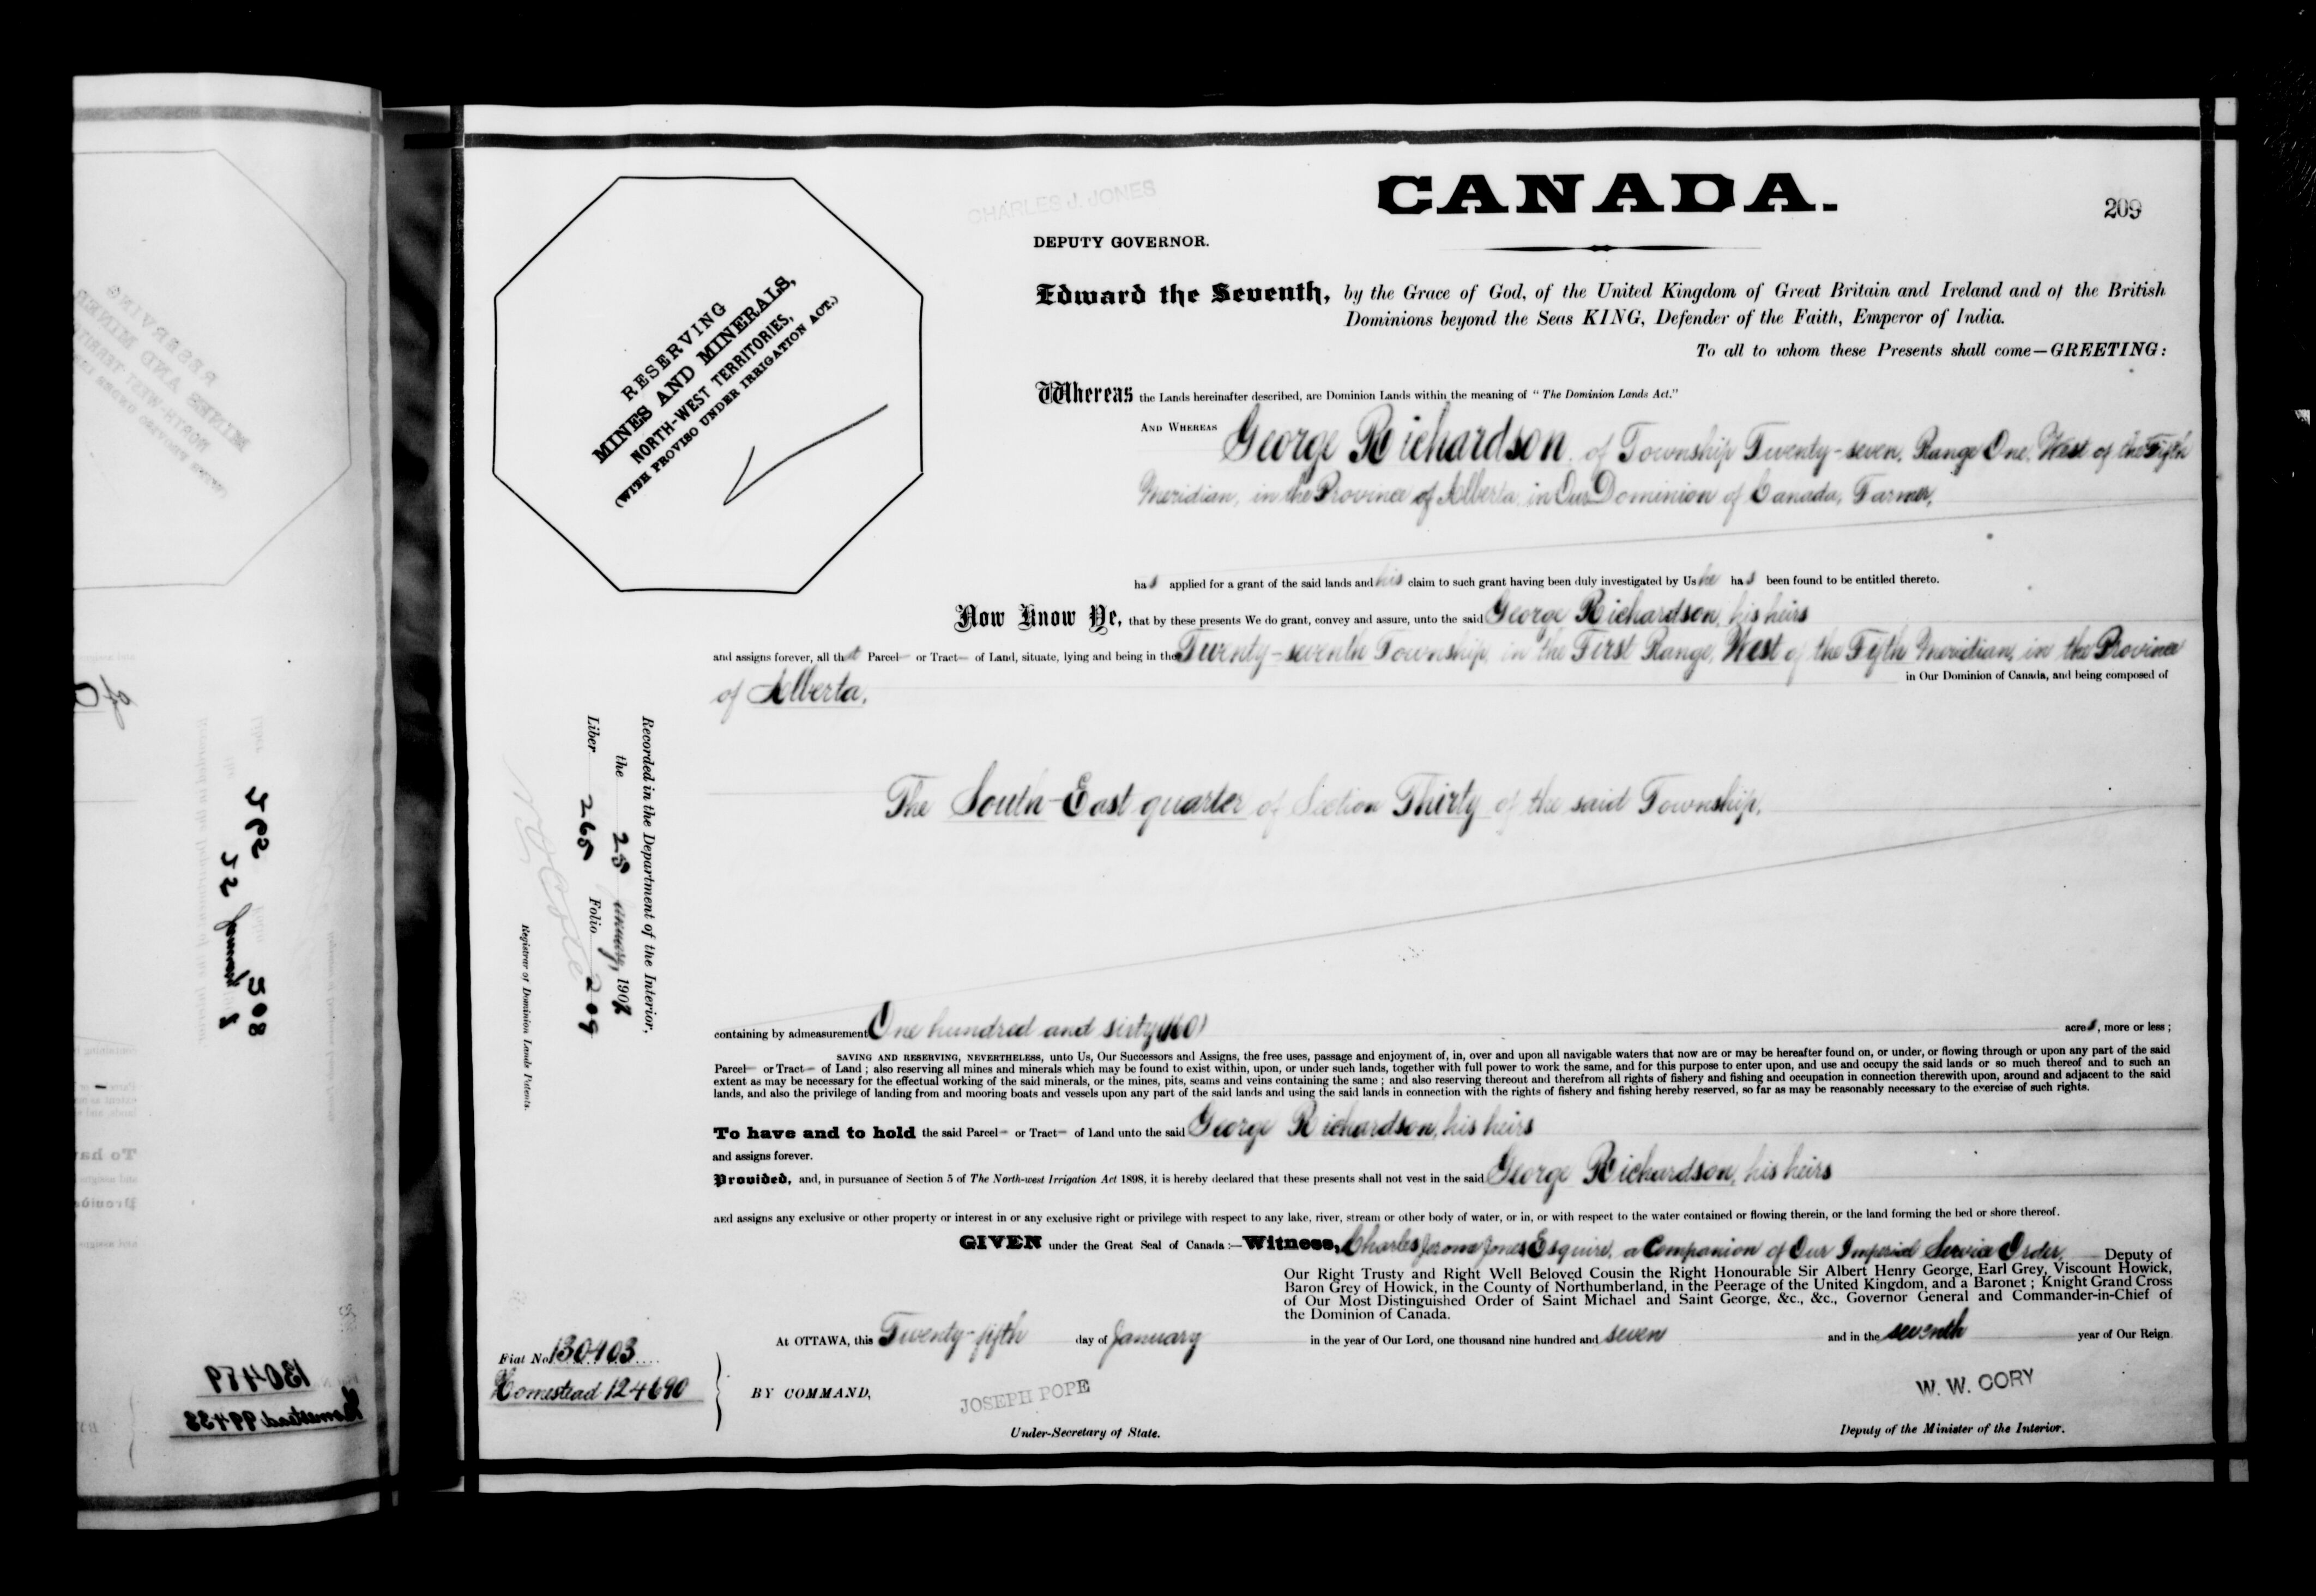 CHARLES J. JONES
CANADA.
209
DEPUTY GOVERNOR.
RESERVING
MINES AND MINERALS,
NORTH-WEST TERRITORIES,
(WITH PROVISO UNDER IRRIGATION ACT.)
Edward the Seventh, by the Grace of God, of the United Kingdom of Great Britain and Ireland and of the British
Dominions beyond the Seas KING, Defender of the Faith, Emperor of India.
To all to whom these Presents shall come—GREETING:
Whereas the Lands hereinafter described, are Dominion Lands within the meaning of "The Dominion Lands Act."
AND WHEREAS George Richardson, of Township Twenty-seven, Range One, West of the Fifth
Meridian, in the Province of Alberta, in Our Dominion of Canada, Farmer,
has applied for a grant of the said lands and his claim to such grant having been duly investigated by Us he has been found to be entitled thereto.
Now Know Ye, that by these presents We do grant, convey and assure, unto the said George Richardson, his heirs
and assigns forever, all that Parcel or Tract of Land, situate, lying and being in the Twenty-seventh Township, in the First Range, West of the Fifth Meridian, in the Province
of Alberta, in Our Dominion of Canada, and being composed of
The South-East quarter of Section Thirty of the said Township,
containing by admeasurement One hundred and sixty (160) acres, more or less;
SAVING AND RESERVING, NEVERTHELESS, unto Us, Our Successors and Assigns, the free uses, passage and enjoyment of, in, over and upon all navigable waters that now are or may be hereafter found on, or under, or flowing through or upon any part of the said
Parcel or Tract of Land; also reserving all mines and minerals which may be found to exist within, upon, or under such lands, together with full power to work the same, and for this purpose to enter upon, and use and occupy the said lands or so much thereof and to such an
extent as may be necessary for the effectual working of the said minerals, or the mines, pits, seams and veins containing the same; and also reserving thereout and therefrom all rights of fishery and fishing and occupation in connection therewith upon, around and adjacent to the said
lands, and also the privilege of landing from and mooring boats and vessels upon any part of the said lands and using the said lands in connection with the rights of fishery and fishing hereby reserved, so far as may be reasonably necessary to the exercise of such rights.
To have and to hold the said Parcel or Tract of Land unto the said George Richardson, his heirs
and assigns forever.
Provided, and, in pursuance of Section 5 of The North-west Irrigation Act 1898, it is hereby declared that these presents shall not vest in the said George Richardson, his heirs
and assigns any exclusive or other property or interest in or any exclusive right or privilege with respect to any lake, river, stream or other body of water, or in, or with respect to the water contained or flowing therein, or the land forming the bed or shore thereof.
GIVEN under the Great Seal of Canada:—Witness, Charles Jerome Jones Esquire, a Companion of Our Imperial Service Order, Deputy of
Our Right Trusty and Right Well Beloved Cousin the Right Honourable Sir Albert Henry George, Earl Grey, Viscount Howick,
Baron Grey of Howick, in the County of Northumberland, in the Peerage of the United Kingdom, and a Baronet; Knight Grand Cross
of Our Most Distinguished Order of Saint Michael and Saint George, &c., &c., Governor General and Commander-in-Chief of
the Dominion of Canada.
At OTTAWA, this Twenty-fifth day of January in the year of Our Lord, one thousand nine hundred and seven and in the seventh year of Our Reign.
BY COMMAND,
JOSEPH POPE
Under-Secretary of State.
W. W. CORY
Deputy of the Minister of the Interior.
Fiat No. 130403
Homestead 124690
Recorded in the Department of the Interior,
the 25 January, 1907
Liber 265 Folio 209
Registrar of Dominion Lands Patents.
130479
Homestead 99433